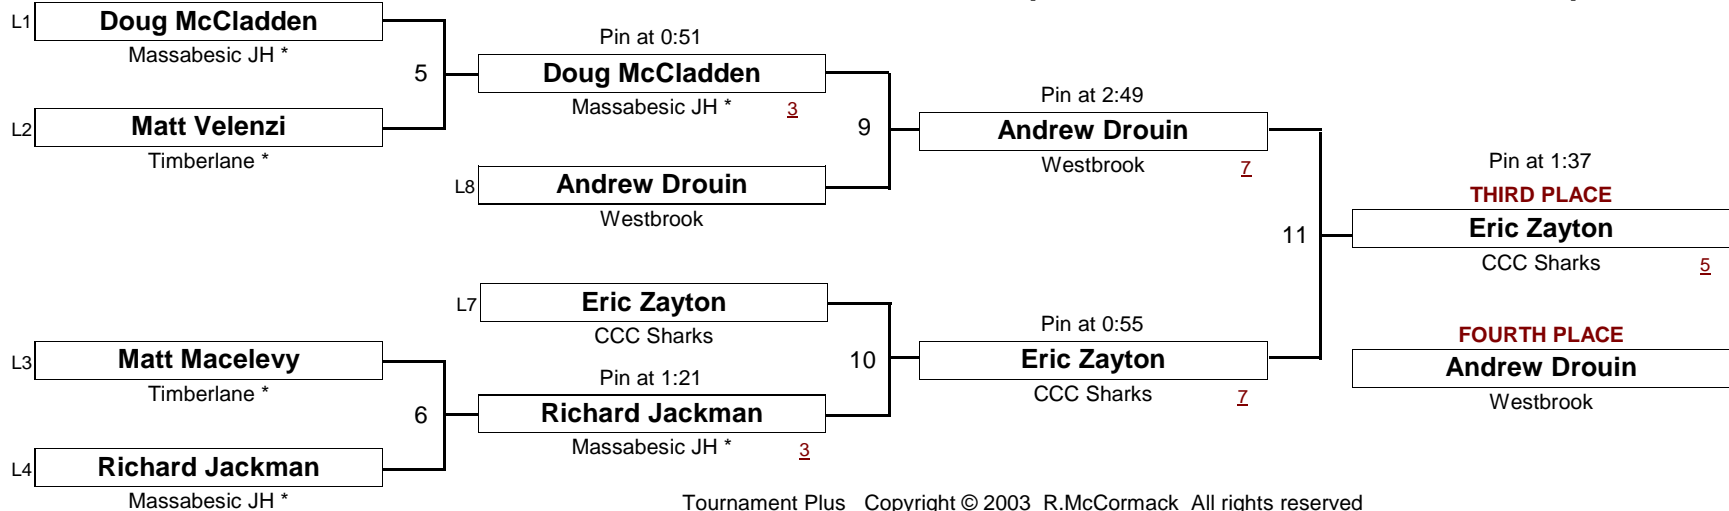 L1
Doug McCladden
Massabesic JH *
5
L2
Matt Velenzi
Timberlane *
Pin at 0:51
Doug McCladden
Massabesic JH * 3
9
L8
Andrew Drouin
Westbrook
Pin at 2:49
Andrew Drouin
Westbrook 7
11
Pin at 1:37
THIRD PLACE
Eric Zayton
CCC Sharks 5
L7
Eric Zayton
CCC Sharks
10
Pin at 0:55
Eric Zayton
CCC Sharks 7
FOURTH PLACE
Andrew Drouin
Westbrook
L3
Matt Macelevy
Timberlane *
6
Pin at 1:21
Richard Jackman
Massabesic JH * 3
L4
Richard Jackman
Massabesic JH *
Tournament Plus Copyright © 2003 R.McCormack All rights reserved